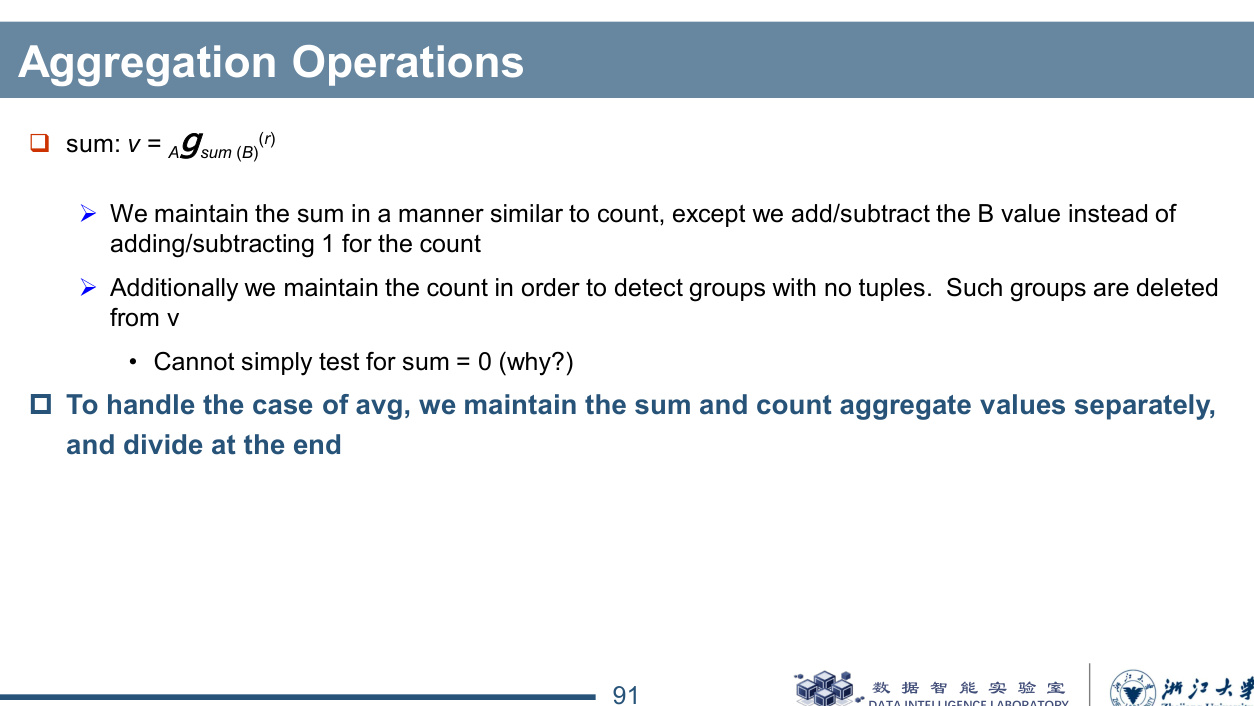 Aggregation Operations
sum: v = A g sum (B)(r)
We maintain the sum in a manner similar to count, except we add/subtract the B value instead of
adding/subtracting 1 for the count
Additionally we maintain the count in order to detect groups with no tuples.  Such groups are deleted
from v
• Cannot simply test for sum = 0 (why?)
To handle the case of avg, we maintain the sum and count aggregate values separately,
and divide at the end
91
数据智能实验室
DATA INTELLIGENCE LABORATORY
浙江大学